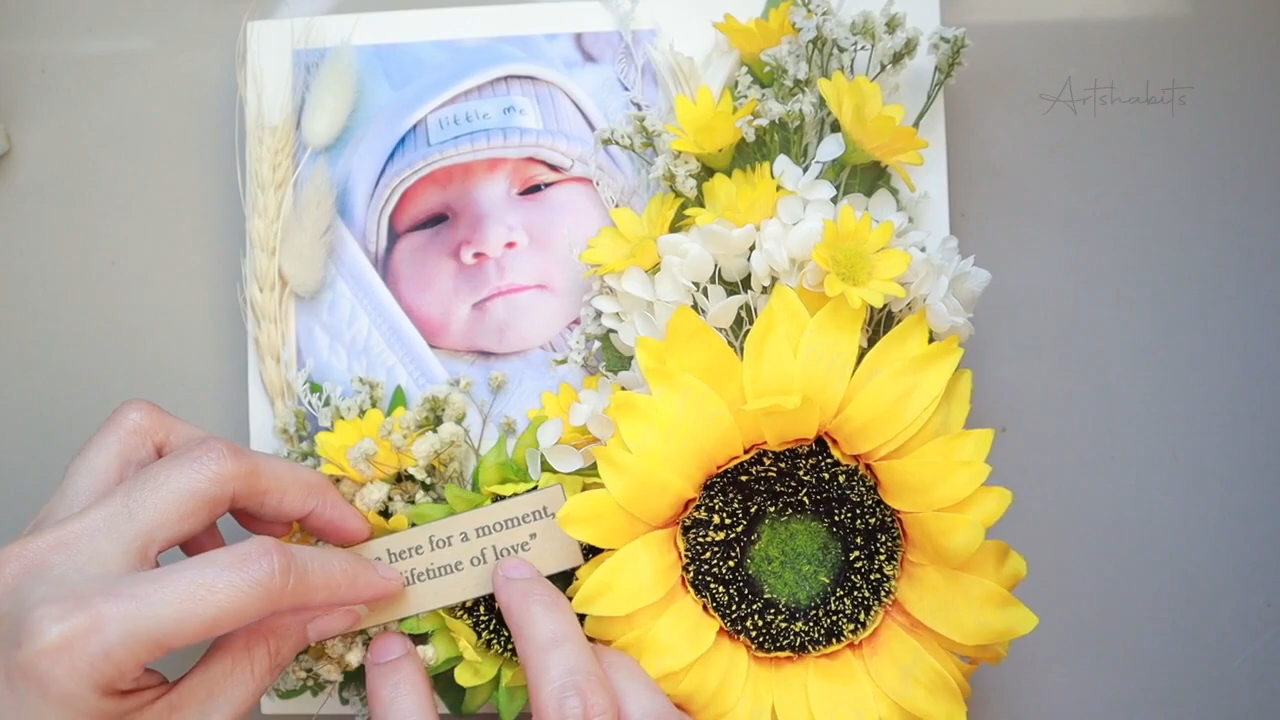 Artshabits
little me
here for a moment,
lifetime of love”